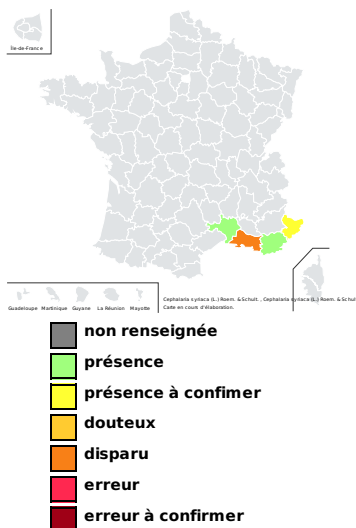 Île-de-France
Guadeloupe Martinique Guyane La Réunion Mayotte
Cephalaria syriaca (L.) Roem. & Schult. , Cephalaria syriaca (L.) Roem. & Schul
Carte en cours d'élaboration.
non renseignée
présence
présence à confimer
douteux
disparu
erreur
erreur à confirmer